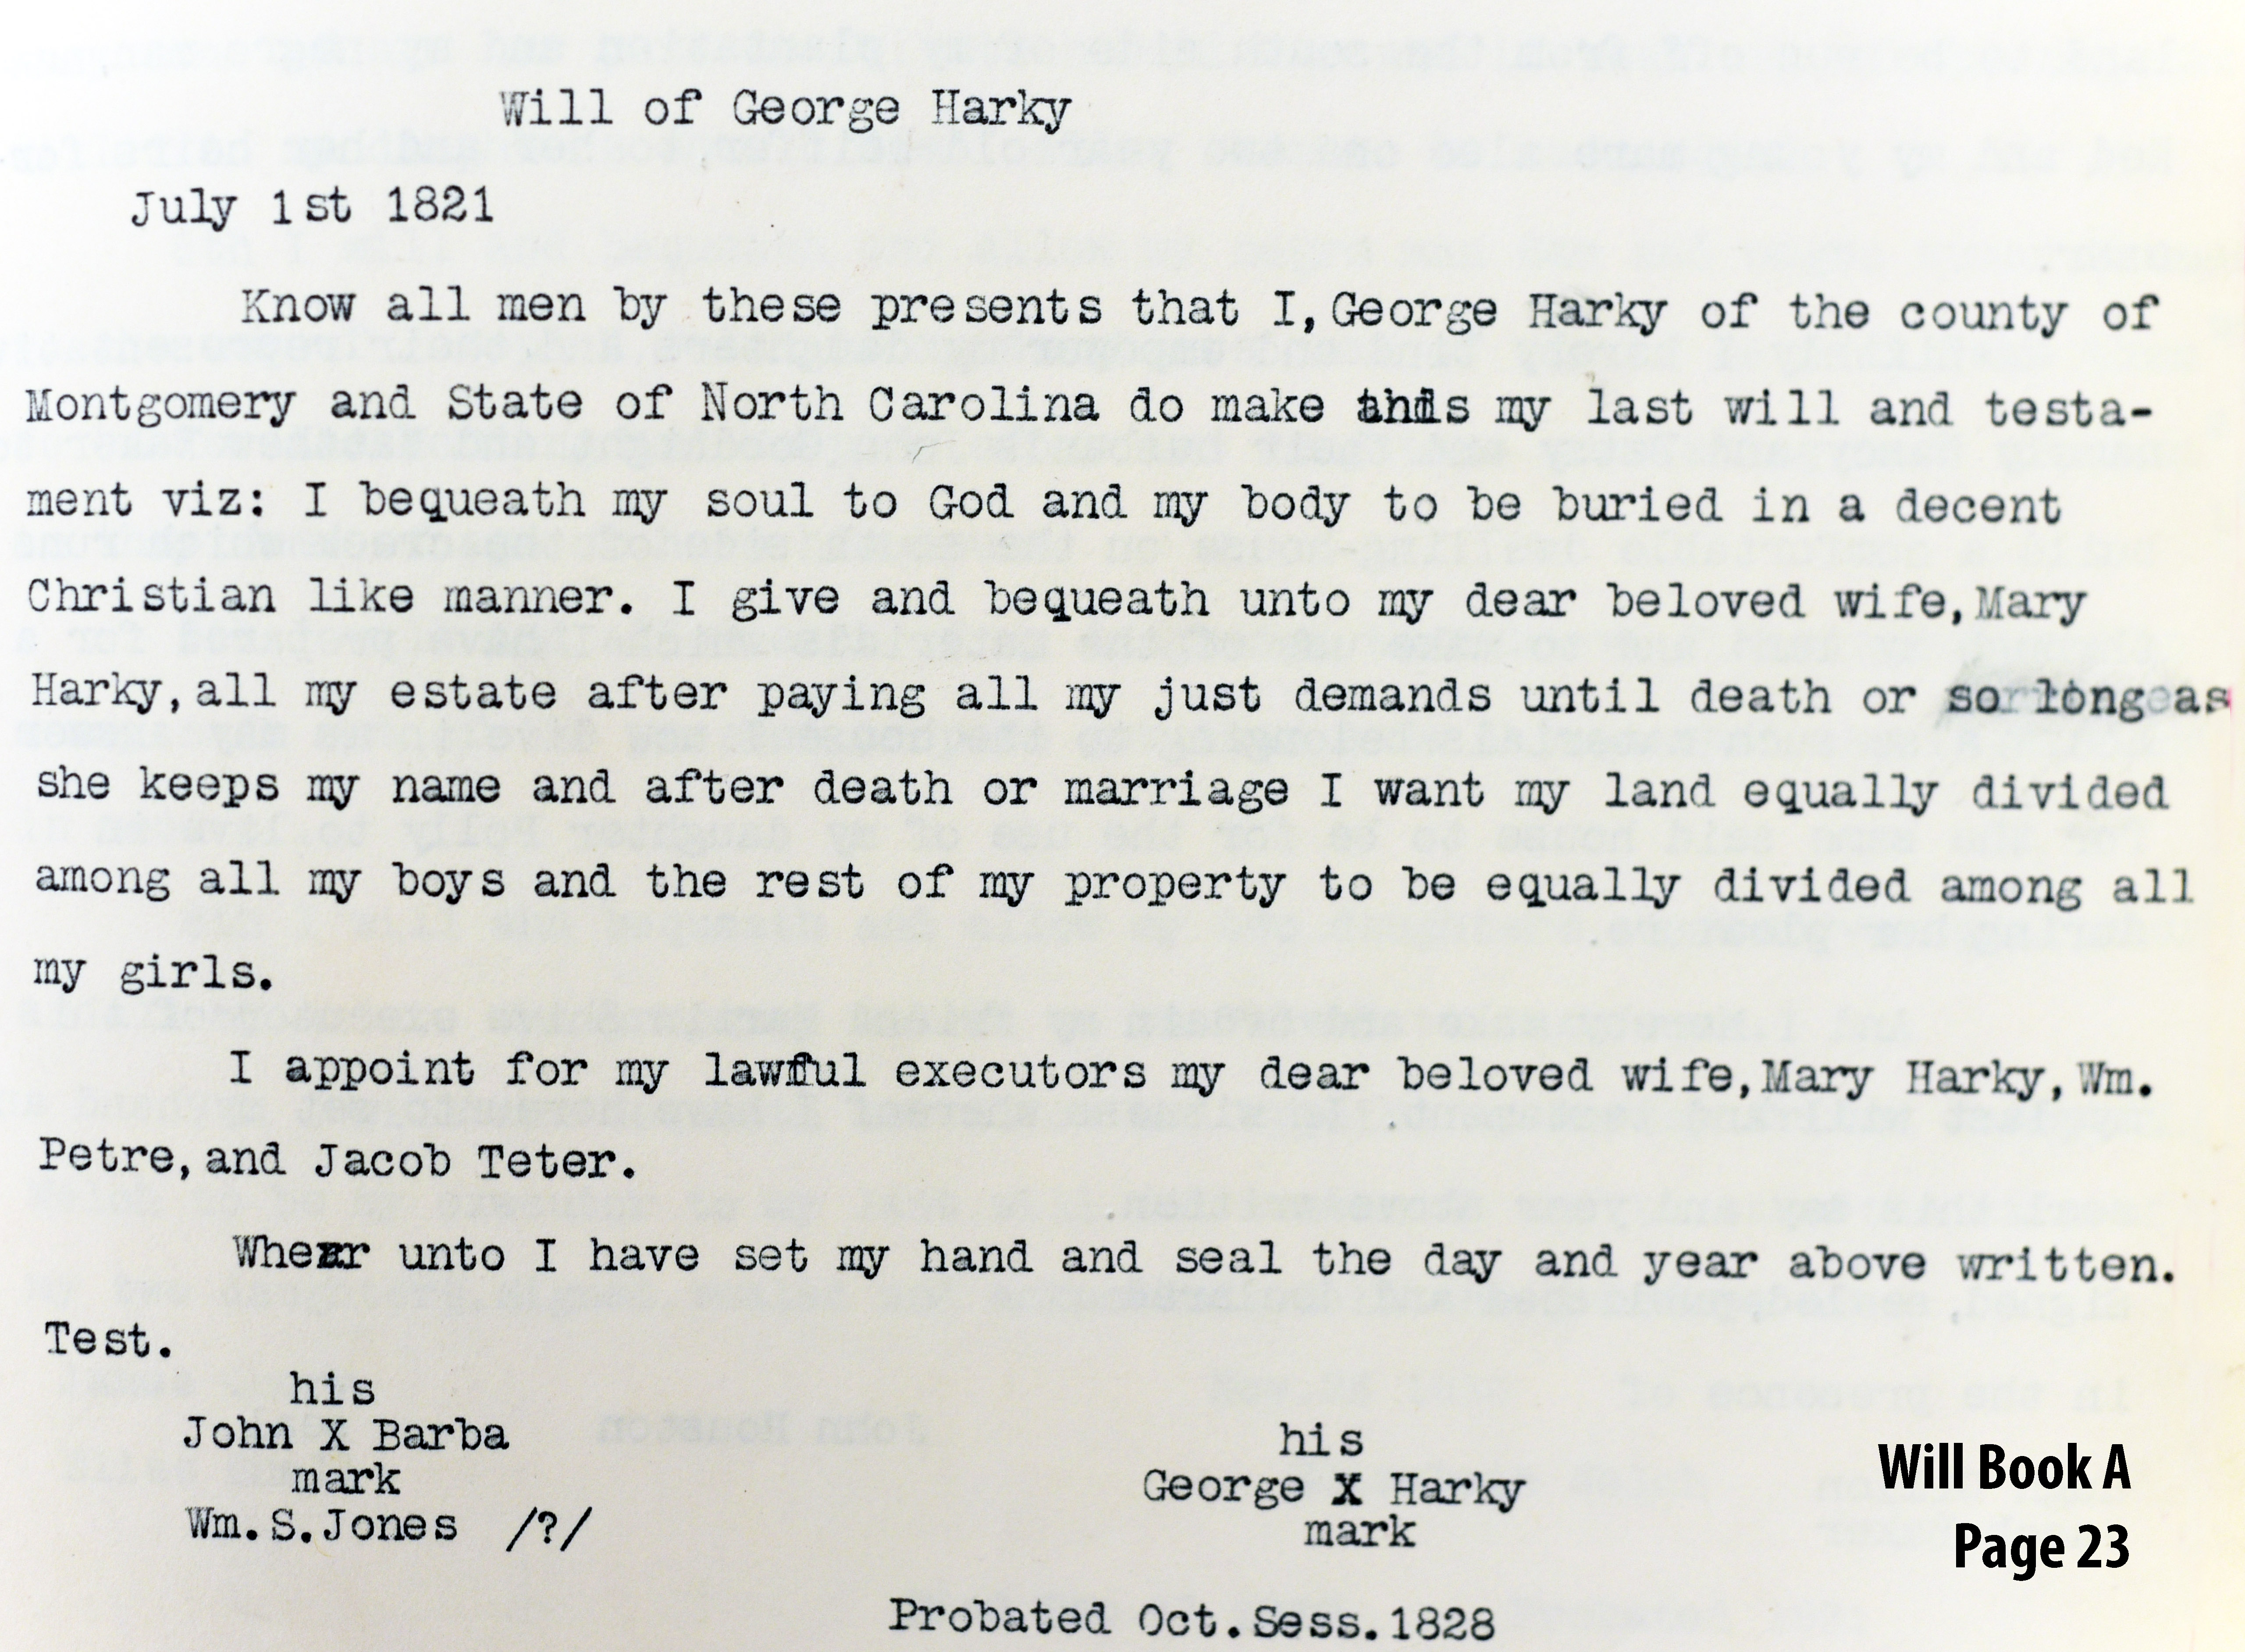 Will of George Harky
July 1st 1821
Know all men by these presents that I, George Harky of the county of
Montgomery and State of North Carolina do make this my last will and testa-
ment viz: I bequeath my soul to God and my body to be buried in a decent
Christian like manner. I give and bequeath unto my dear beloved wife, Mary
Harky, all my estate after paying all my just demands until death or so long as
she keeps my name and after death or marriage I want my land equally divided
among all my boys and the rest of my property to be equally divided among all
my girls.
I appoint for my lawful executors my dear beloved wife, Mary Harky, Wm.
Petre, and Jacob Teter.
Whear unto I have set my hand and seal the day and year above written.
Test.
his
John X Barba
mark
Wm. S. Jones /?/
his
George X Harky
mark
Will Book A
Page 23
Probated Oct. Sess. 1828